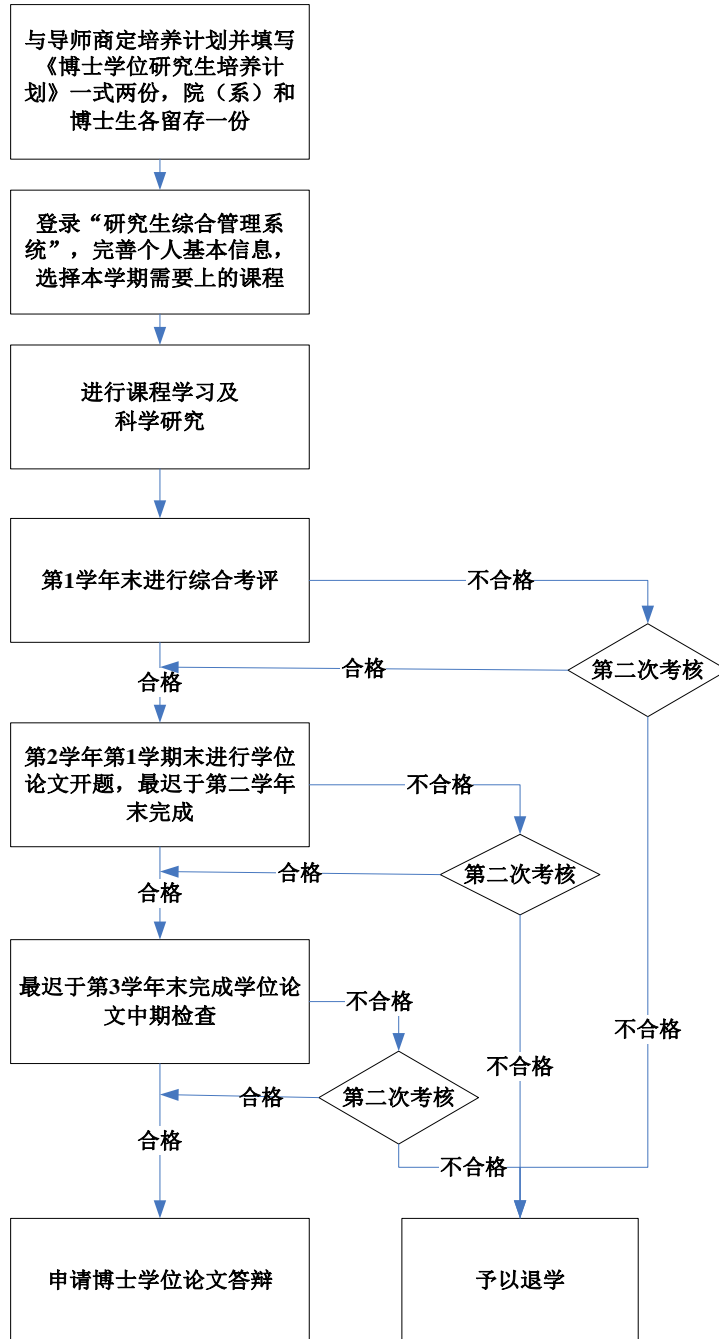 与导师商定培养计划并填写
《博士学位研究生培养计
划》一式两份，院（系）和
博士生各留存一份
登录“研究生综合管理系
统”，完善个人基本信息，
选择本学期需要上的课程
进行课程学习及
科学研究
第1学年末进行综合考评
不合格
第二次考核
合格
合格
第2学年第1学期末进行学位
论文开题，最迟于第二学年
末完成
不合格
第二次考核
合格
合格
最迟于第3学年末完成学位论
文中期检查
不合格
不合格
不合格
第二次考核
合格
合格
不合格
申请博士学位论文答辩
予以退学